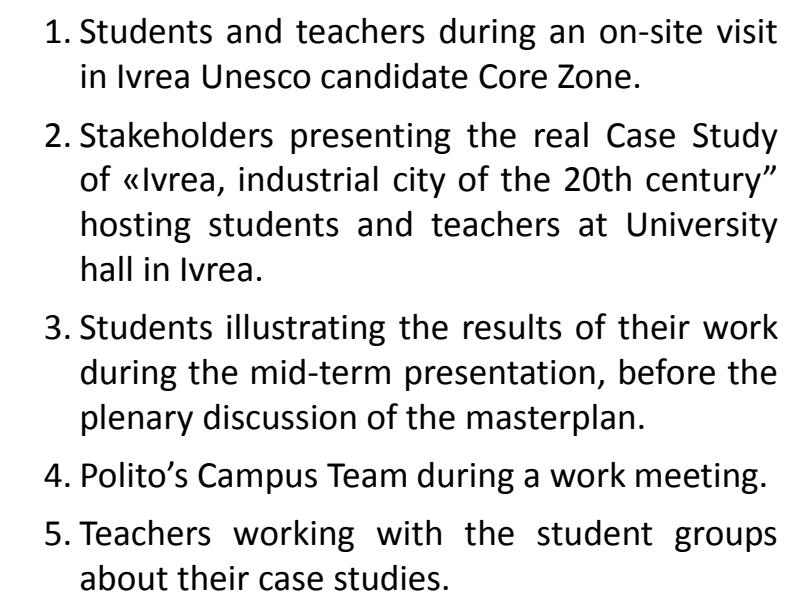 1. Students and teachers during an on-site visit
in Ivrea Unesco candidate Core Zone.
2. Stakeholders presenting the real Case Study
of «Ivrea, industrial city of the 20th century”
hosting students and teachers at University
hall in Ivrea.
3. Students illustrating the results of their work
during the mid-term presentation, before the
plenary discussion of the masterplan.
4. Polito’s Campus Team during a work meeting.
5. Teachers working with the student groups
about their case studies.